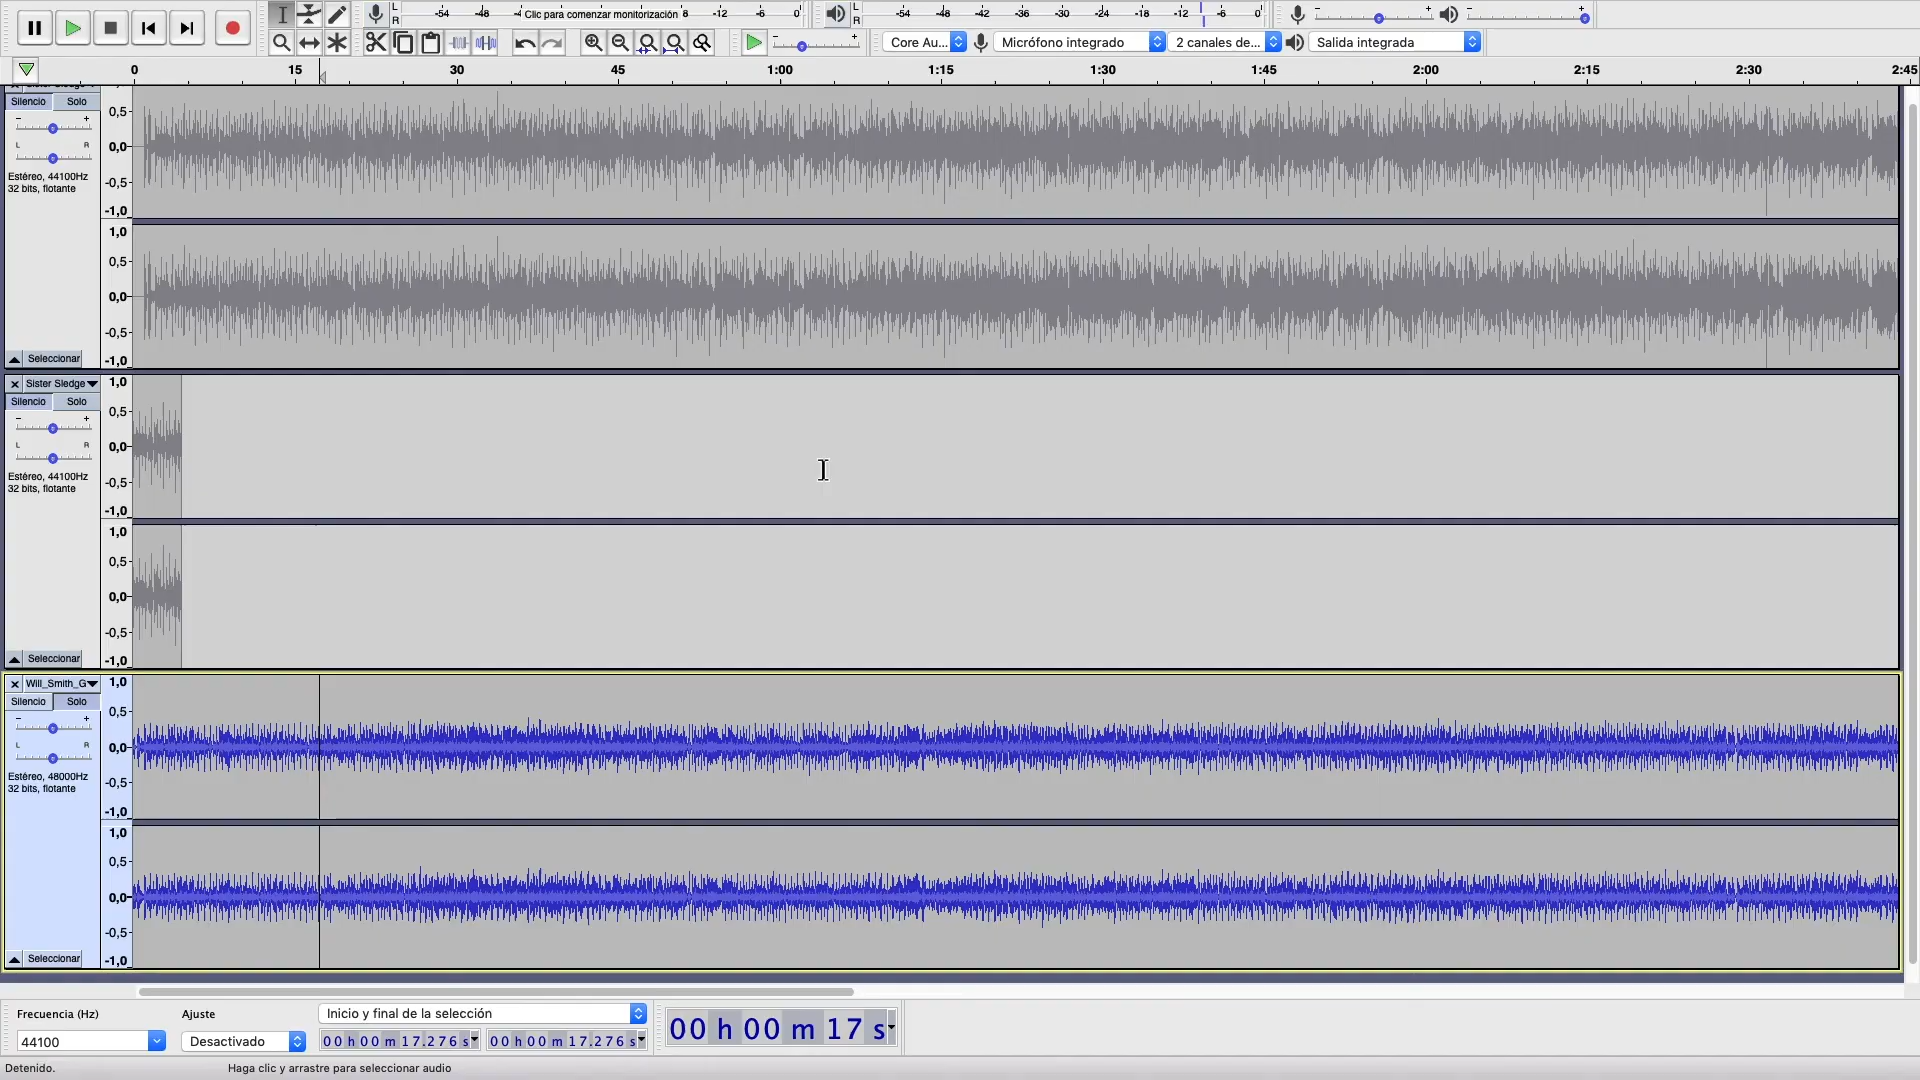 L
R
-54 -48 -4 Clic para comenzar monitorización 8 -12 -6 0
L
R
-54 -48 -42 -36 -30 -24 -18 -12 -6 0
- +
- +
- +
Core Au...
Micrófono integrado
2 canales de...
Salida integrada
0 15 30 45 1:00 1:15 1:30 1:45 2:00 2:15 2:30 2:45
Silencio Solo
- +
L R
Estéreo, 44100Hz
32 bits, flotante
Seleccionar
0,5
0,0
-0,5
-1,0
1,0
0,5
0,0
-0,5
-1,0
Sister Sledge
Silencio Solo
- +
L R
Estéreo, 44100Hz
32 bits, flotante
Seleccionar
1,0
0,5
0,0
-0,5
-1,0
1,0
0,5
0,0
-0,5
-1,0
Will_Smith_G
Silencio Solo
- +
L R
Estéreo, 48000Hz
32 bits, flotante
Seleccionar
1,0
0,5
0,0
-0,5
-1,0
1,0
0,5
0,0
-0,5
-1,0
Frecuencia (Hz)
44100
Ajuste
Desactivado
Inicio y final de la selección
00 h 00 m 17.276 s
00 h 00 m 17.276 s
00 h 00 m 17 s
Detenido.
Haga clic y arrastre para seleccionar audio